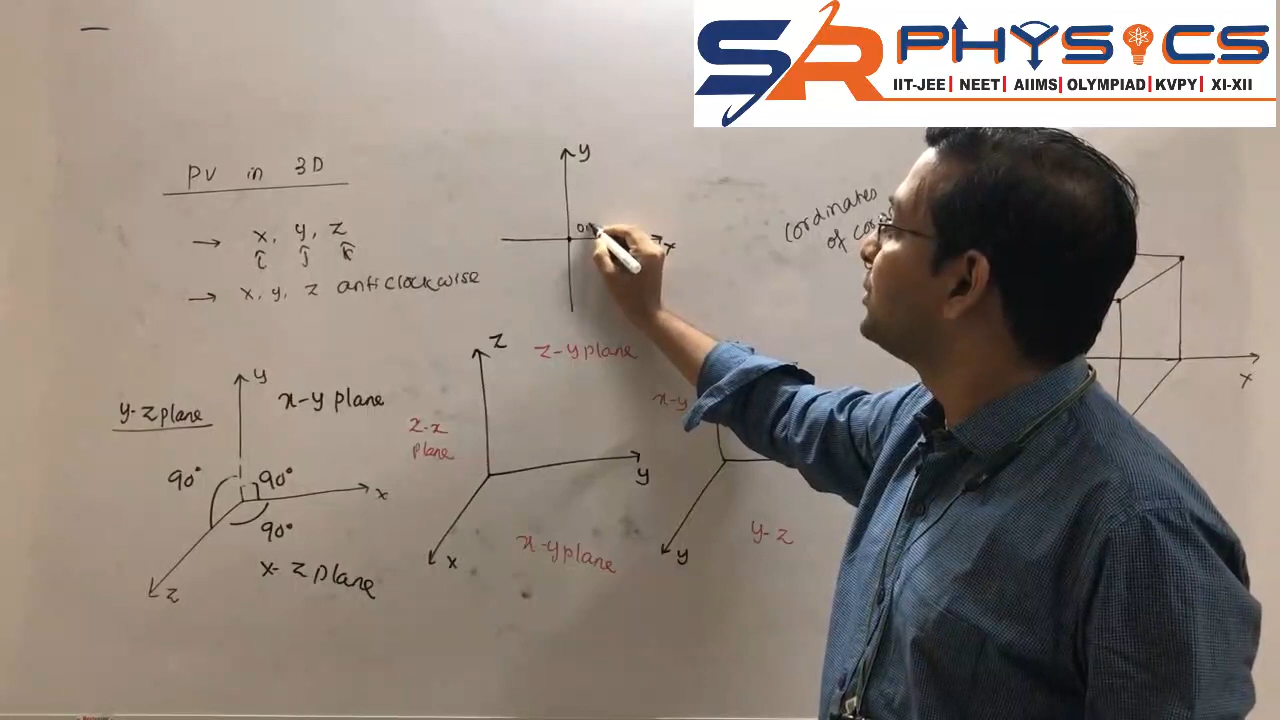 SR PHYSICS
IIT-JEE | NEET | AIIMS | OLYMPIAD | KVPY | XI-XII
PV in 3D
→ x, y, z
î ĵ k̂
→ x, y, z anticlockwise
y
x
coordinates
of
z
z-y plane
y
y-z plane
x-y plane
z-x
plane
x-y
x
90° 90°
x
y
90°
x-y plane
y-z
x
y
x-z plane
z